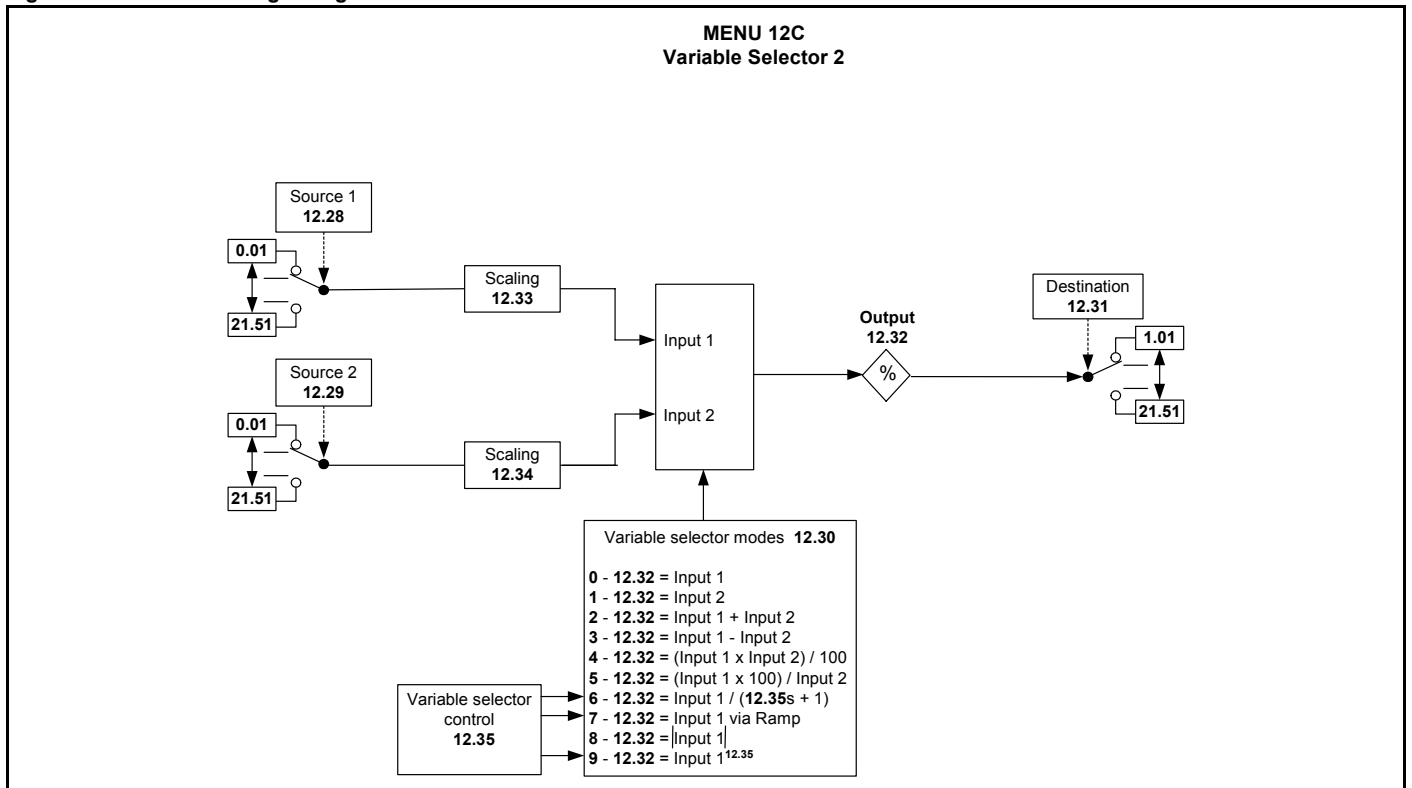 MENU 12C
Variable Selector 2
Source 1
12.28
0.01
21.51
Scaling
12.33
Source 2
12.29
0.01
21.51
Scaling
12.34
Input 1
Input 2
Output
12.32
%
Destination
12.31
1.01
21.51
Variable selector modes 12.30
0 - 12.32 = Input 1
1 - 12.32 = Input 2
2 - 12.32 = Input 1 + Input 2
3 - 12.32 = Input 1 - Input 2
4 - 12.32 = (Input 1 x Input 2) / 100
5 - 12.32 = (Input 1 x 100) / Input 2
6 - 12.32 = Input 1 / (12.35s + 1)
7 - 12.32 = Input 1 via Ramp
8 - 12.32 = |Input 1|
9 - 12.32 = Input 1^12.35
Variable selector
control
12.35